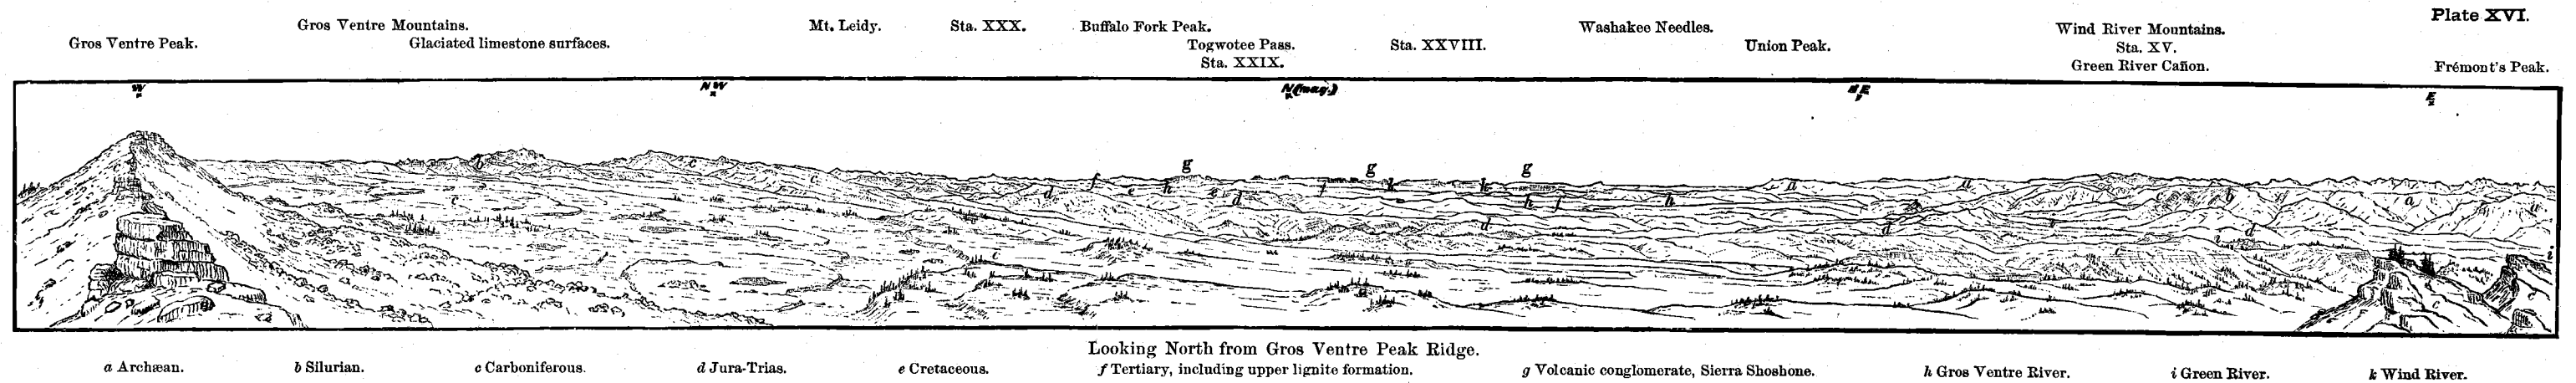 Plate XVI.
Gros Ventre Mountains. Mt. Leidy. Sta. XXX. Buffalo Fork Peak. Washakee Needles. Wind River Mountains.
Gros Ventre Peak. Glaciated limestone surfaces. Togwotee Pass. Sta. XXVIII. Union Peak. Sta. XV.
Sta. XXIX. Green River Cañon. Frémont's Peak.
W NW N(mag.) NE E
g g g
b c c f e h e d f k k h f h a a b a a
c d d d d i i
c c c c
Looking North from Gros Ventre Peak Ridge.
a Archæan. b Silurian. c Carboniferous. d Jura-Trias. e Cretaceous. f Tertiary, including upper lignite formation. g Volcanic conglomerate, Sierra Shoshone. h Gros Ventre River. i Green River. k Wind River.